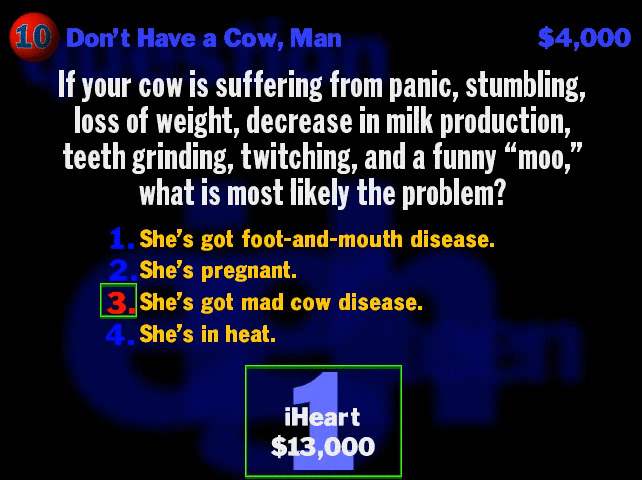 10 Don't Have a Cow, Man $4,000
If your cow is suffering from panic, stumbling,
loss of weight, decrease in milk production,
teeth grinding, twitching, and a funny “moo,”
what is most likely the problem?
1. She's got foot-and-mouth disease.
2. She's pregnant.
3. She's got mad cow disease.
4. She's in heat.
1
iHeart
$13,000